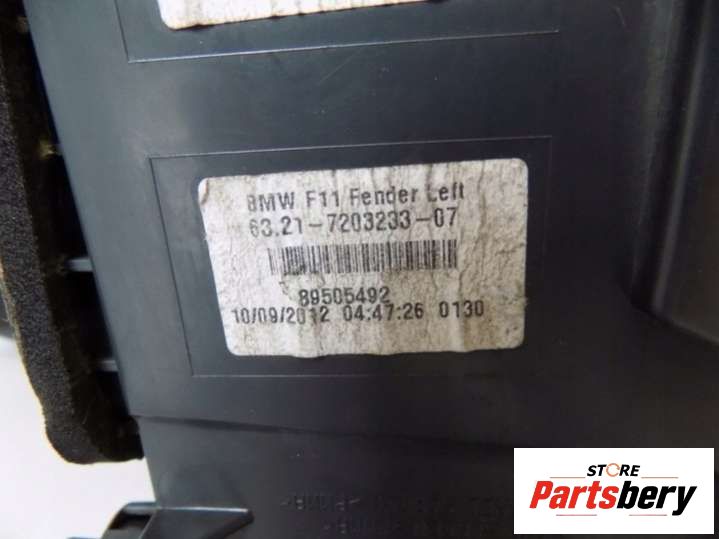 BMW F11 Fender Left
63.21-7203233-07
89505492
10/09/2012 04:47:26 0130
STORE
Partsbery